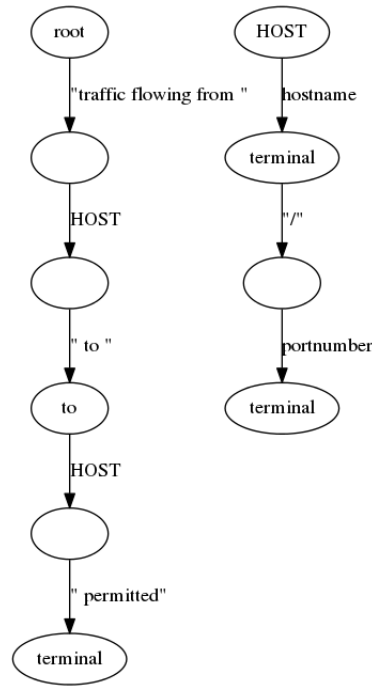 root
HOST
"traffic flowing from "
hostname
terminal
HOST
"/"
" to "
portnumber
to
terminal
HOST
" permitted"
terminal